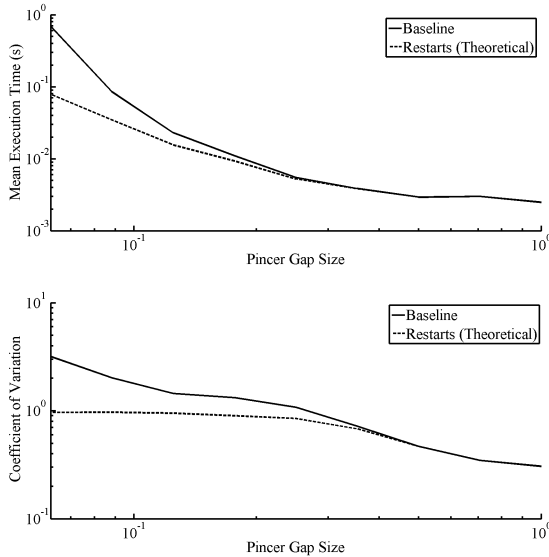 10^0
Baseline
Restarts (Theoretical)
10^-1
10^-2
10^-3
Mean Execution Time (s)
10^-1
10^0
Pincer Gap Size
10^1
Baseline
Restarts (Theoretical)
10^0
10^-1
Coefficient of Variation
10^-1
10^0
Pincer Gap Size